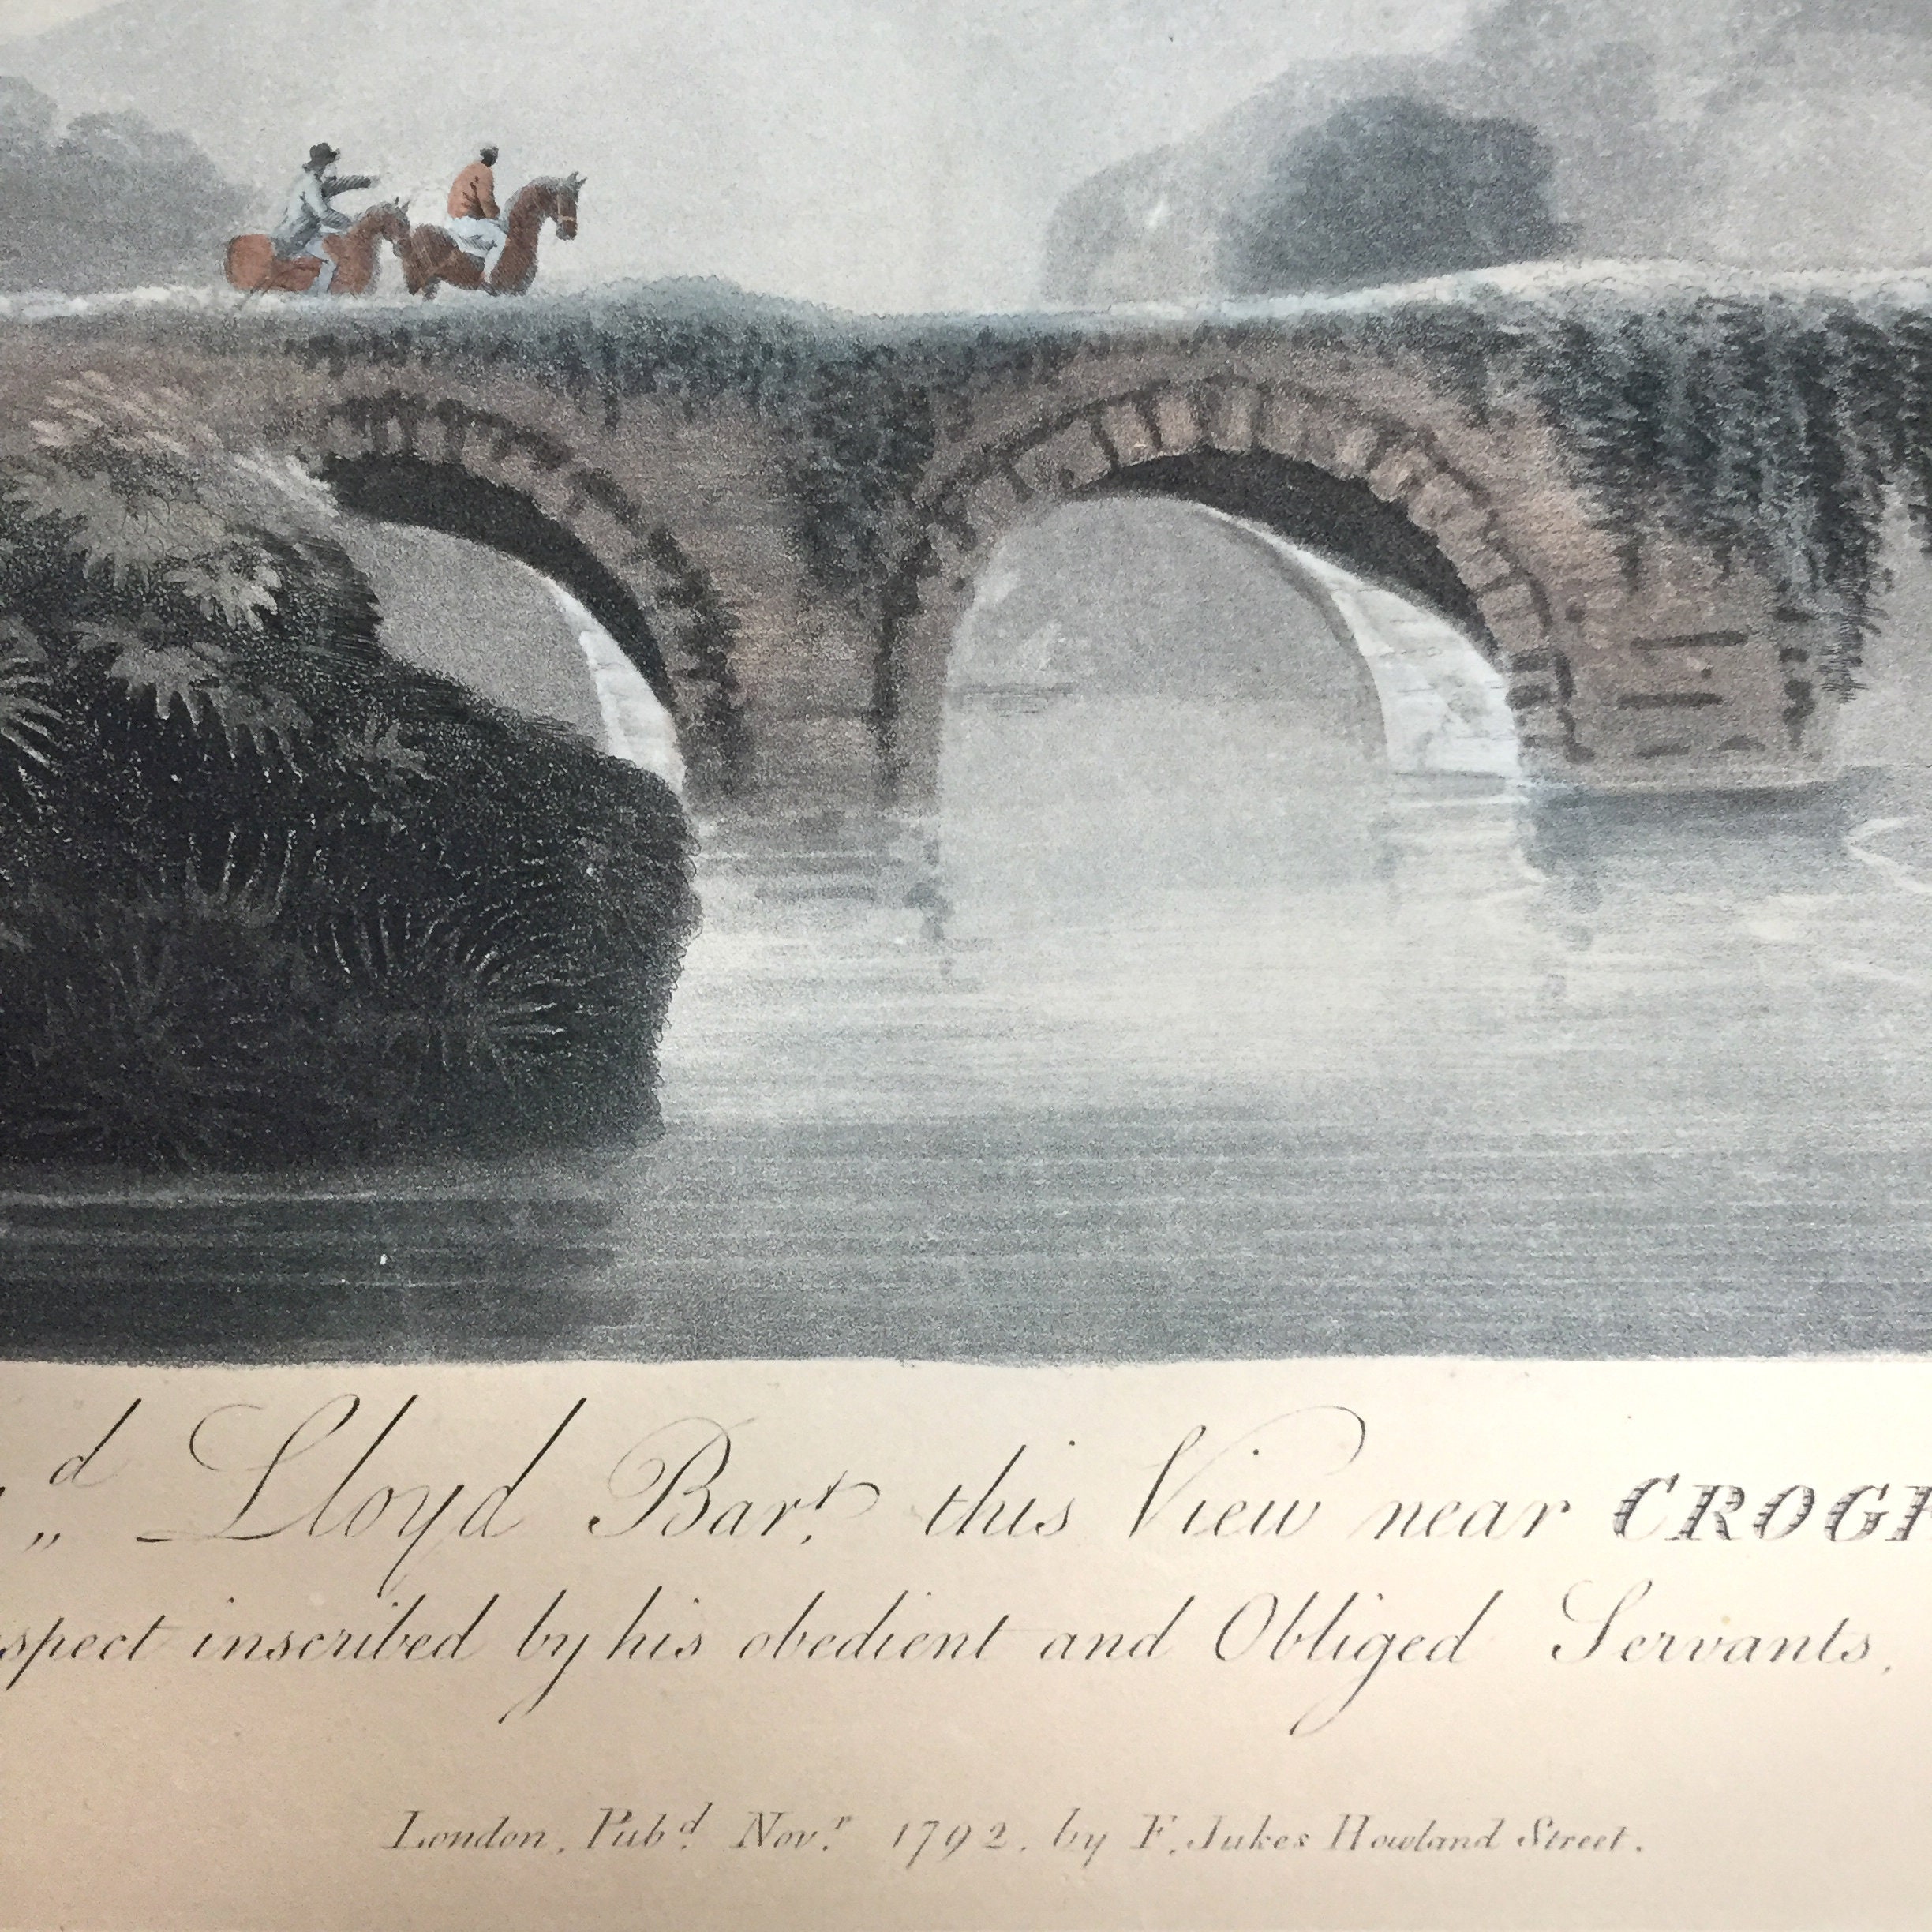 d Lloyd Bar.t this View near CROGH
spect inscribed by his obedient and Obliged Servants.
London, Pub.d Nov.r 1792. by F. Jukes Howland Street.